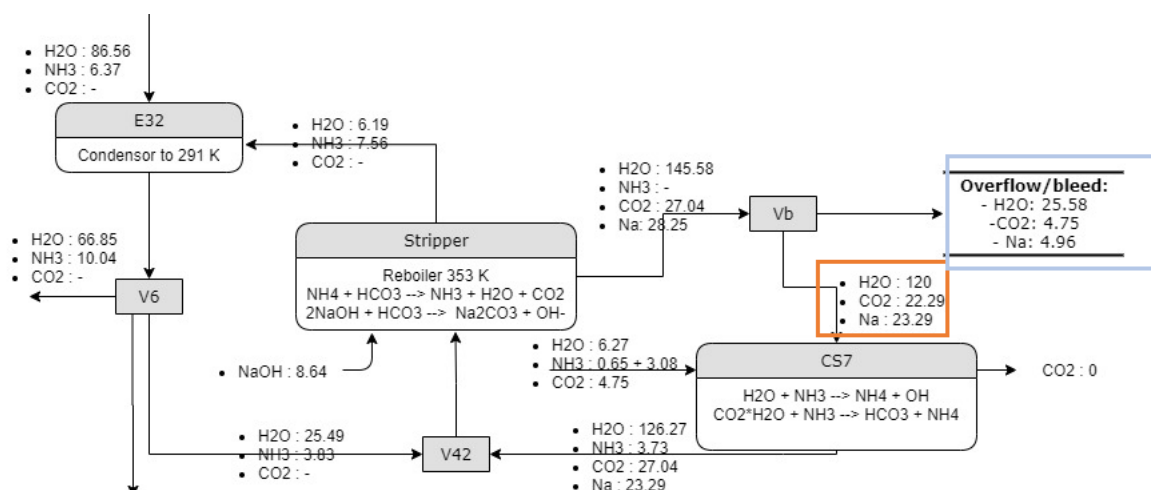 • H2O : 86.56
• NH3 : 6.37
• CO2 : -
E32
Condensor to 291 K
• H2O : 6.19
• NH3 : 7.56
• CO2 : -
• H2O : 145.58
• NH3 : -
• CO2 : 27.04
• Na: 28.25
Vb
Overflow/bleed:
- H2O: 25.58
-CO2: 4.75
- Na: 4.96
• H2O : 66.85
• NH3 : 10.04
• CO2 : -
V6
Stripper
Reboiler 353 K
NH4 + HCO3 --> NH3 + H2O + CO2
2NaOH + HCO3 --> Na2CO3 + OH-
• H2O : 120
• CO2 : 22.29
• Na : 23.29
• NaOH : 8.64
• H2O : 6.27
• NH3 : 0.65 + 3.08
• CO2 : 4.75
CS7
H2O + NH3 --> NH4 + OH
CO2*H2O + NH3 --> HCO3 + NH4
CO2 : 0
• H2O : 25.49
• NH3 : 3.83
• CO2 : -
V42
• H2O : 126.27
• NH3 : 3.73
• CO2 : 27.04
• Na : 23.29